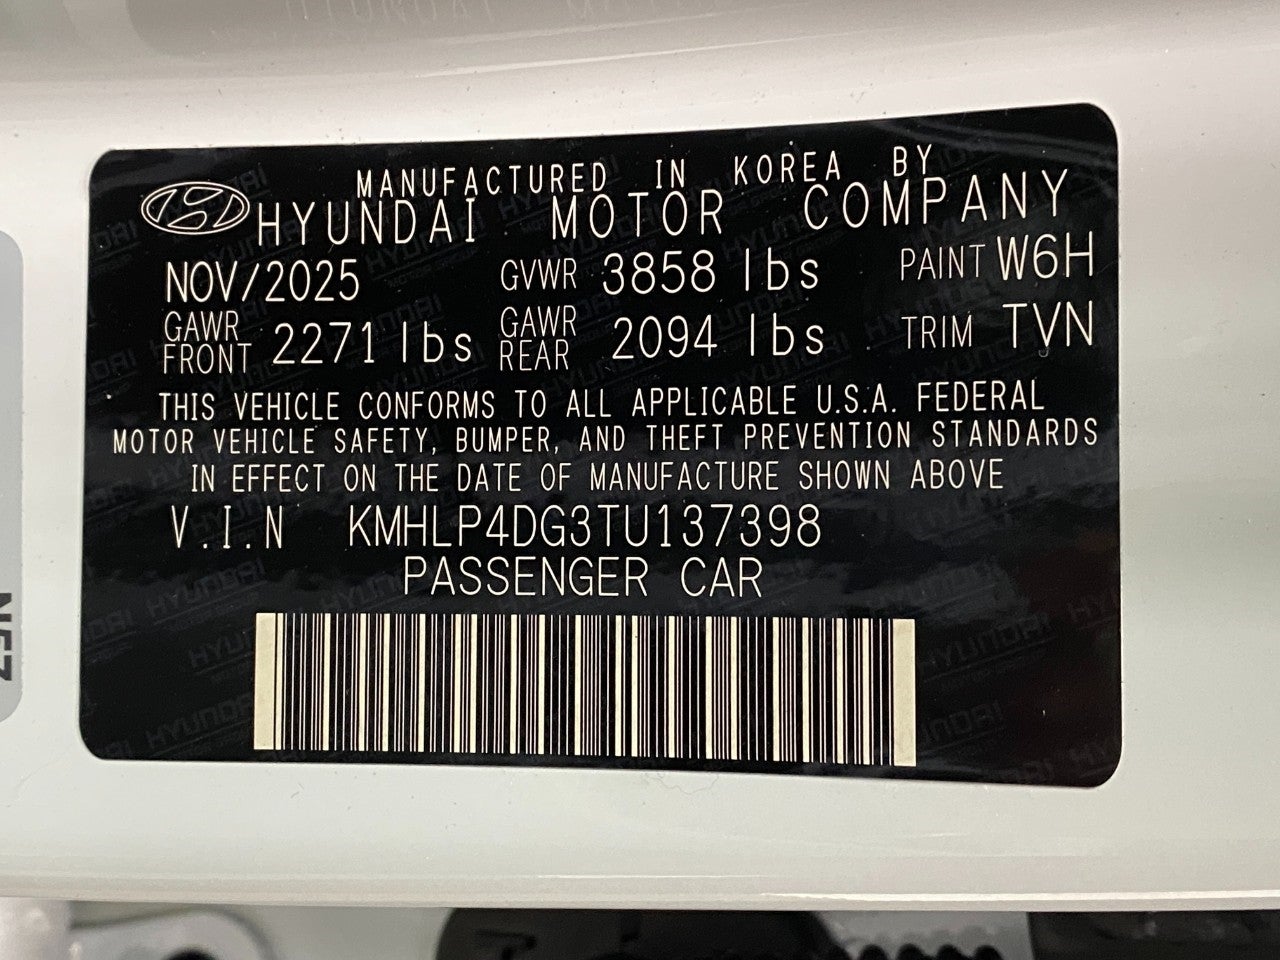 MANUFACTURED IN KOREA BY
HYUNDAI MOTOR COMPANY
NOV/2025 GVWR 3858 lbs PAINT W6H
GAWR FRONT 2271 lbs GAWR REAR 2094 lbs TRIM TVN
THIS VEHICLE CONFORMS TO ALL APPLICABLE U.S.A. FEDERAL
MOTOR VEHICLE SAFETY, BUMPER, AND THEFT PREVENTION STANDARDS
IN EFFECT ON THE DATE OF MANUFACTURE SHOWN ABOVE
V.I.N KMHLP4DG3TU137398
PASSENGER CAR